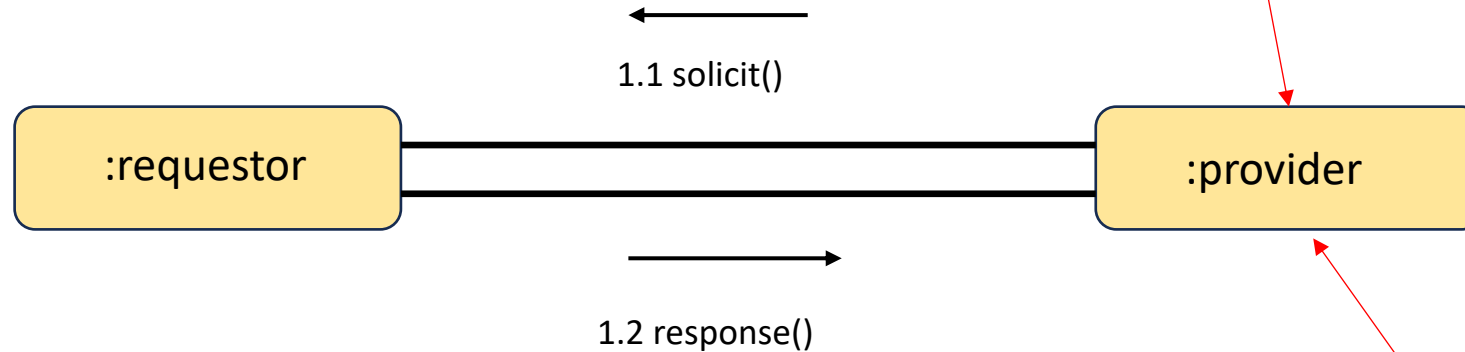 1.1 solicit()
:requestor
:provider
1.2 response()